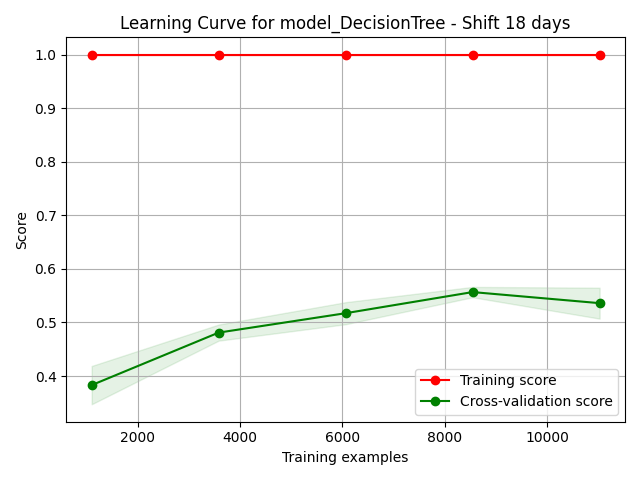 Learning Curve for model_DecisionTree - Shift 18 days
1.0
0.9
0.8
0.7
0.6
0.5
0.4
Score
Training score
Cross-validation score
2000
4000
6000
8000
10000
Training examples